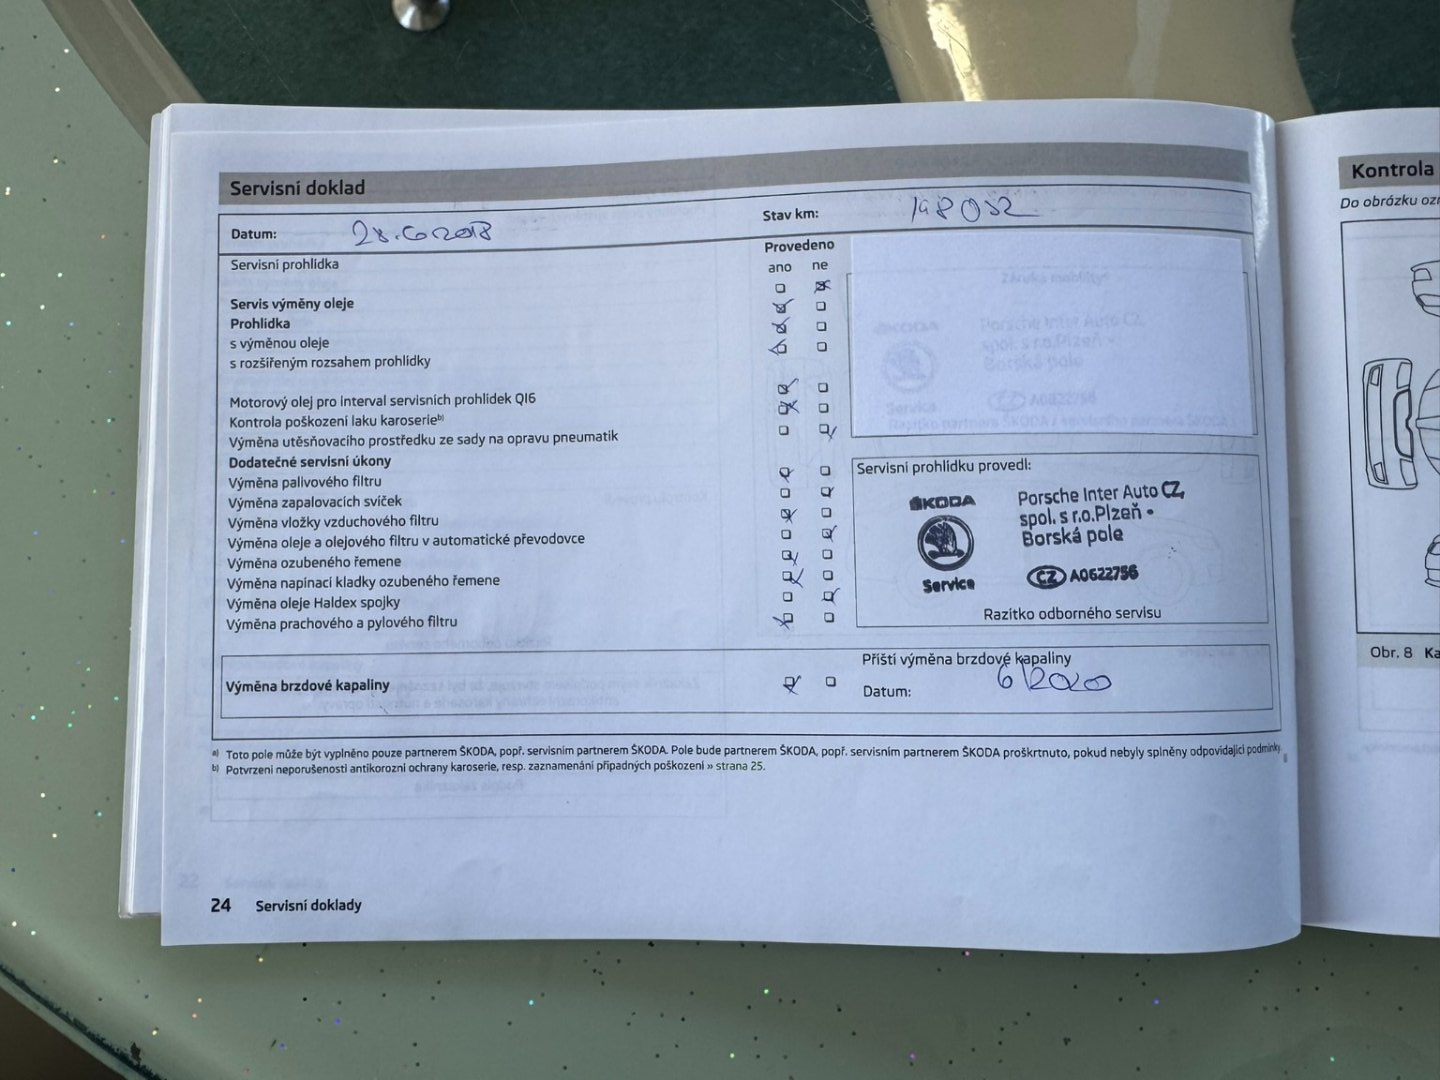 Servisní doklad
Datum: 28.6.2018 Stav km: 198052
Provedeno
ano ne
Servisní prohlídka
Servis výměny oleje
Prohlídka
s výměnou oleje
s rozšířeným rozsahem prohlídky
Motorový olej pro interval servisních prohlídek QI6
Kontrola poškození laku karoserieb)
Výměna utěsňovacího prostředku ze sady na opravu pneumatik
Dodatečné servisní úkony
Výměna palivového filtru
Výměna zapalovacích svíček
Výměna vložky vzduchového filtru
Výměna oleje a olejového filtru v automatické převodovce
Výměna ozubeného řemene
Výměna napínací kladky ozubeného řemene
Výměna oleje Haldex spojky
Výměna prachového a pylového filtru
Servisní prohlídku provedl:
ŠKODA
Service
Porsche Inter Auto CZ,
spol. s r.o.Plzeň •
Borská pole
CZ A0622756
Razítko odborného servisu
Výměna brzdové kapaliny
Příští výměna brzdové kapaliny
Datum: 6/2020
a) Toto pole může být vyplněno pouze partnerem ŠKODA, popř. servisním partnerem ŠKODA. Pole bude partnerem ŠKODA, popř. servisním partnerem ŠKODA proškrtnuto, pokud nebyly splněny odpovídající podmínky
b) Potvrzení neporušenosti antikorozní ochrany karoserie, resp. zaznamenání případných poškození » strana 25.
24 Servisní doklady
Kontrola
Do obrázku
Obr. 8